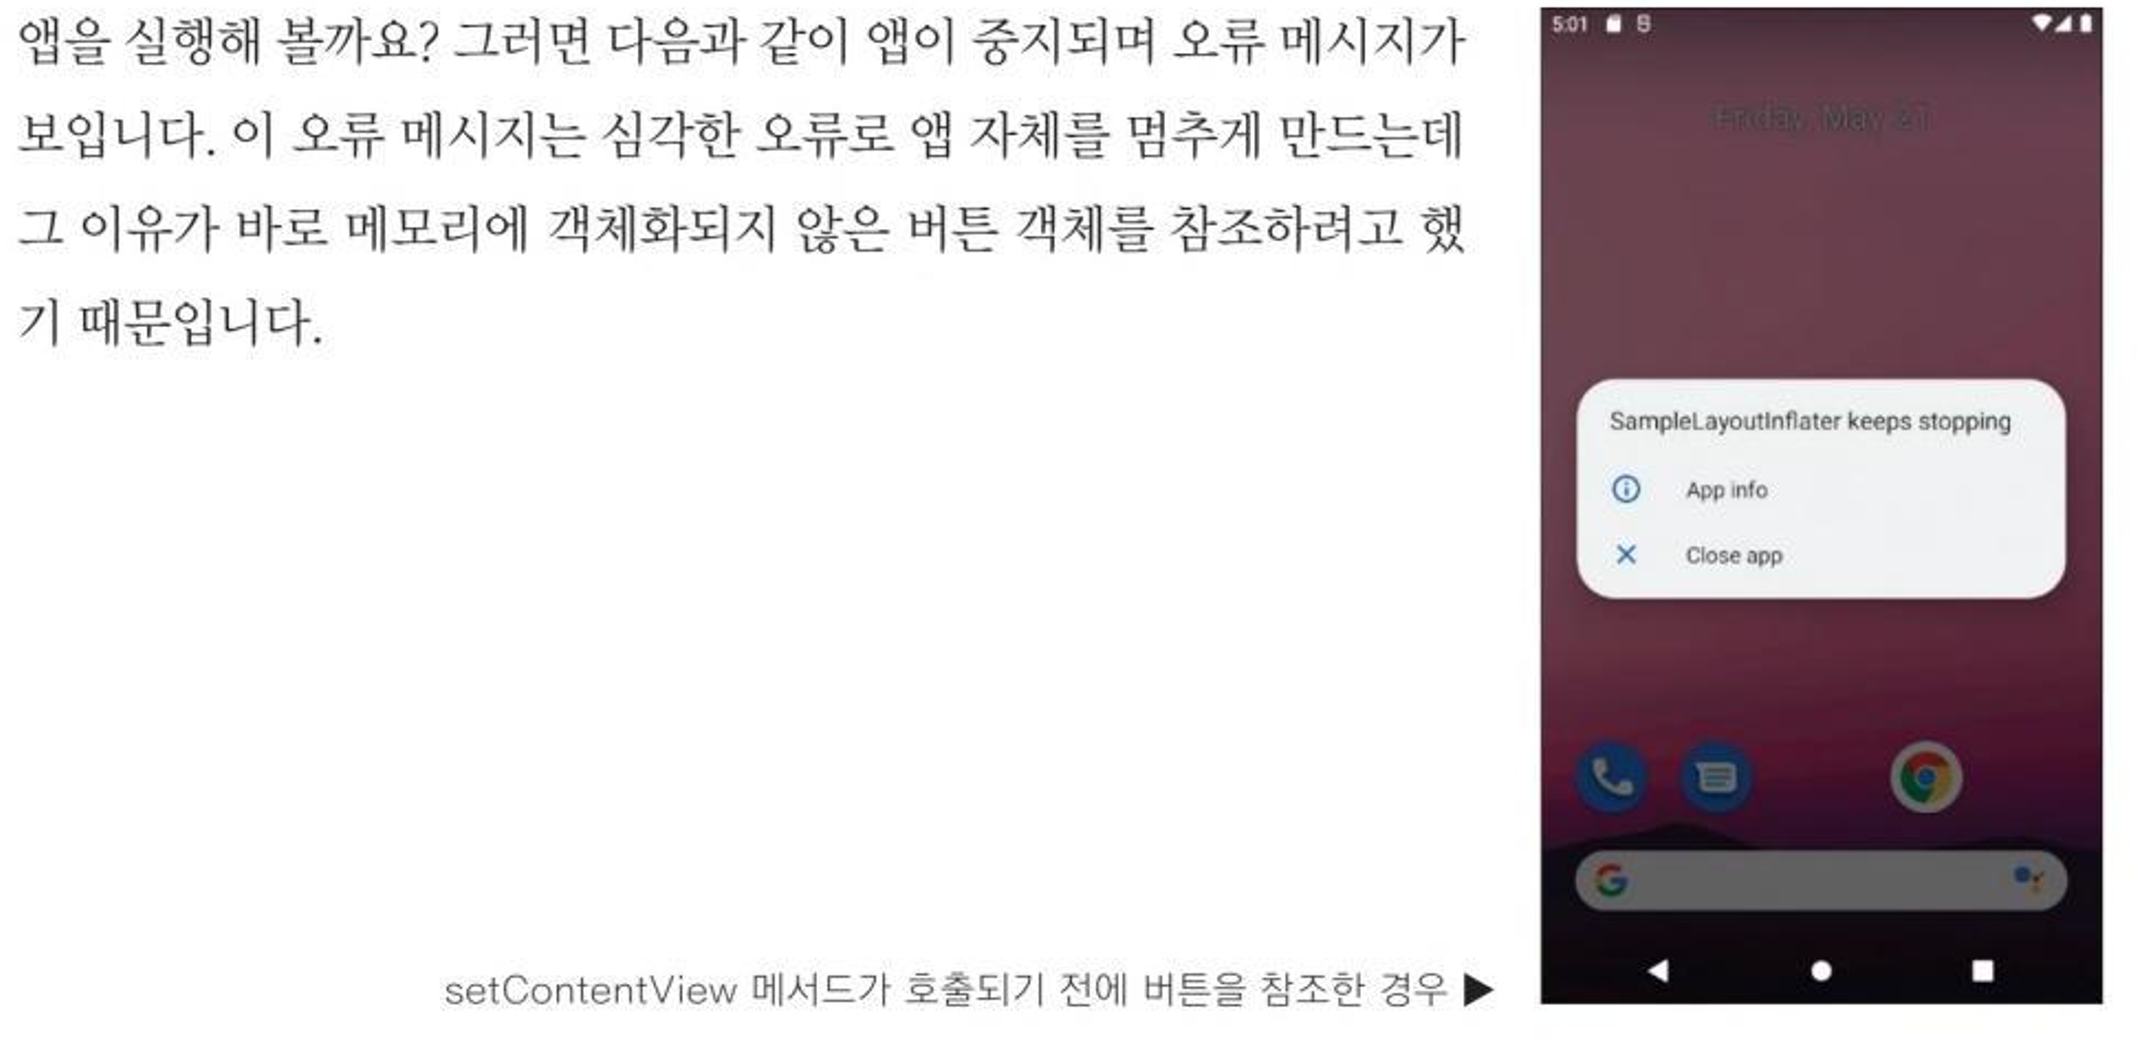 앱을 실행해 볼까요? 그러면 다음과 같이 앱이 중지되며 오류 메시지가
보입니다. 이 오류 메시지는 심각한 오류로 앱 자체를 멈추게 만드는데
그 이유가 바로 메모리에 객체화되지 않은 버튼 객체를 참조하려고 했
기 때문입니다.
setContentView 메서드가 호출되기 전에 버튼을 참조한 경우 ▶
5:01
Friday, May 21
SampleLayoutInflater keeps stopping
App info
Close app